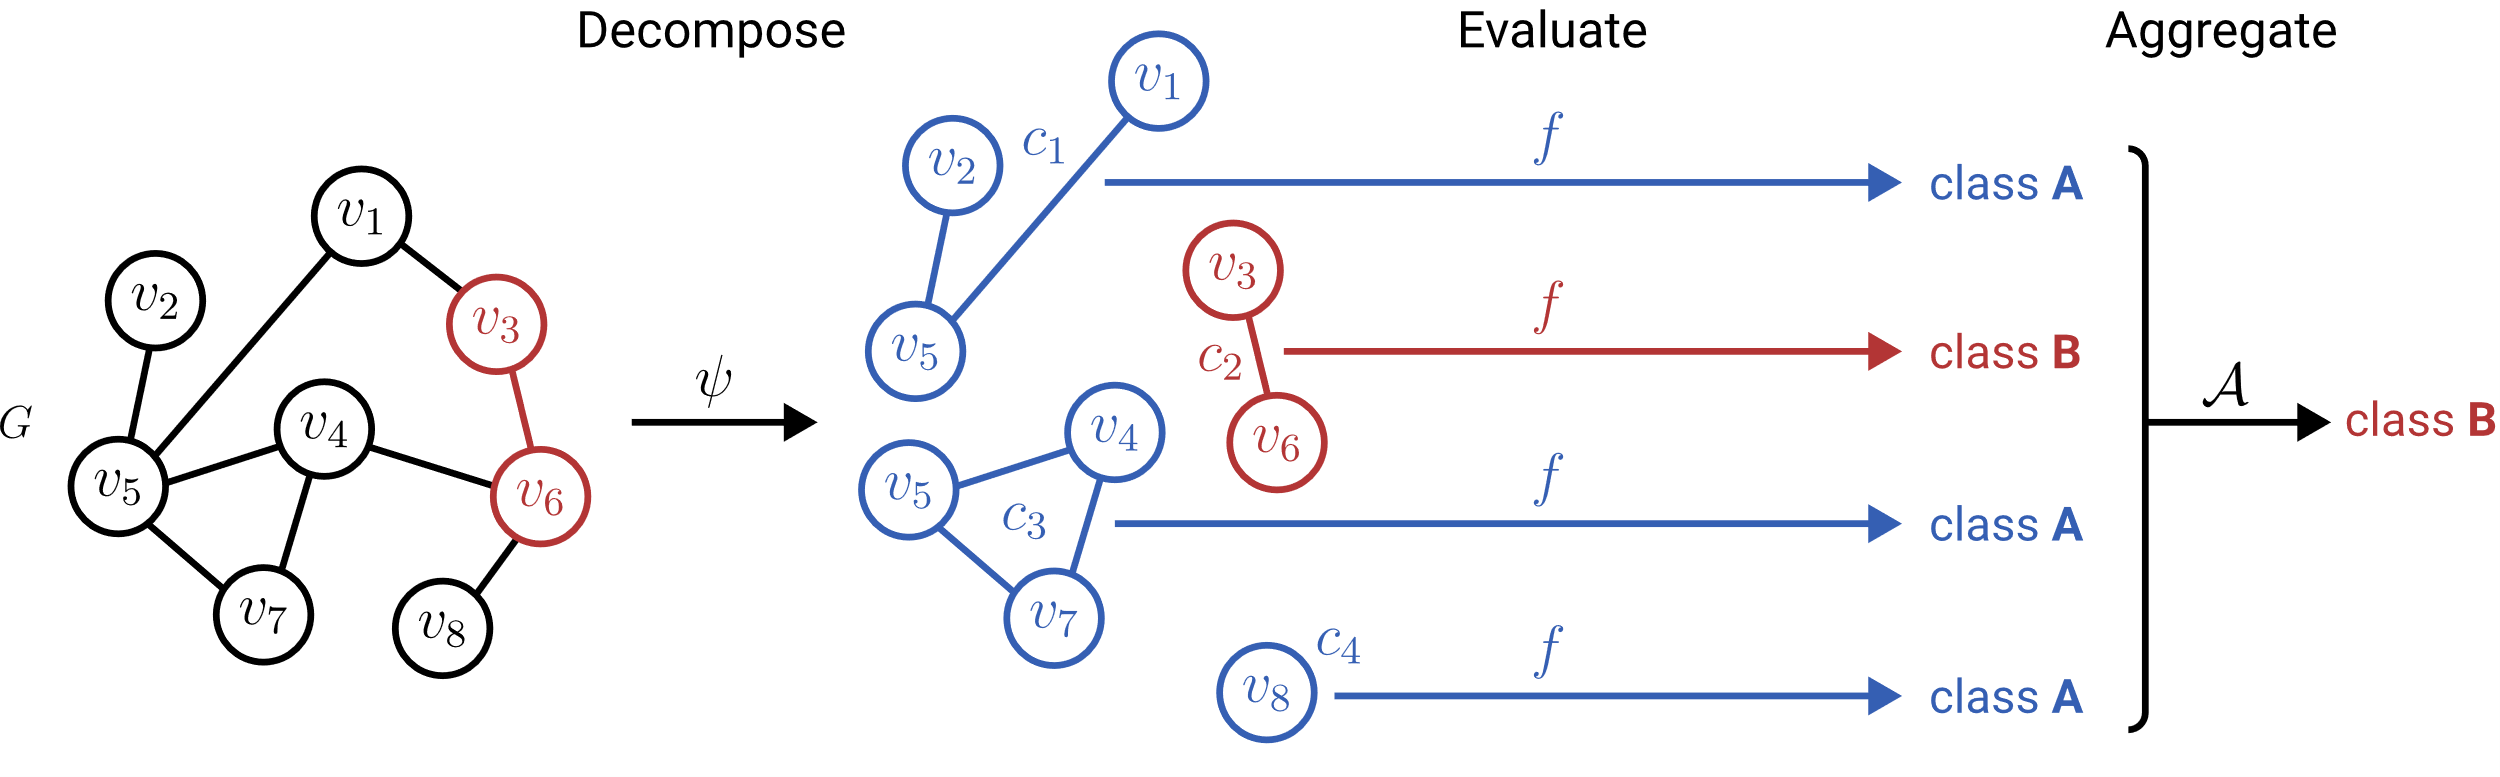 Decompose
Evaluate
Aggregate
G
v1
v2
v3
v4
v5
v6
v7
v8
ψ
v1
v2
c1
v5
f
class A
v3
c2
v6
f
class B
v4
v5
c3
v7
f
class A
v8
c4
f
class A
𝒜
class B